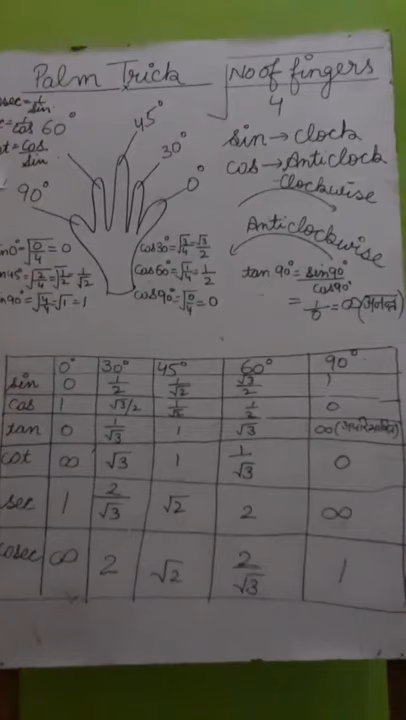 Palm Trick
No of fingers
4
cosec = 1/sin
= 1/cos
cot = cos/sin
60°
45°
30°
0°
90°
sin → clock
cos → Anticlock
Clockwise
Anticlockwise
sin0° = √0/4 = 0
sin45° = √2/4 = √1/2 = 1/√2
sin90° = √4/4 = √1 = 1
cos30° = √3/4 = √3/2
cos60° = √1/4 = 1/2
cos90° = √0/4 = 0
tan 90° = sin90°/cos90°
= 1/0 = ∞
0° 30° 45° 60° 90°
sin 0 1/2 1/√2 √3/2 1
cos 1 √3/2 1/√2 1/2 0
tan 0 1/√3 1 √3 ∞
cot ∞ √3 1 1/√3 0
sec 1 2/√3 √2 2 ∞
cosec ∞ 2 √2 2/√3 1